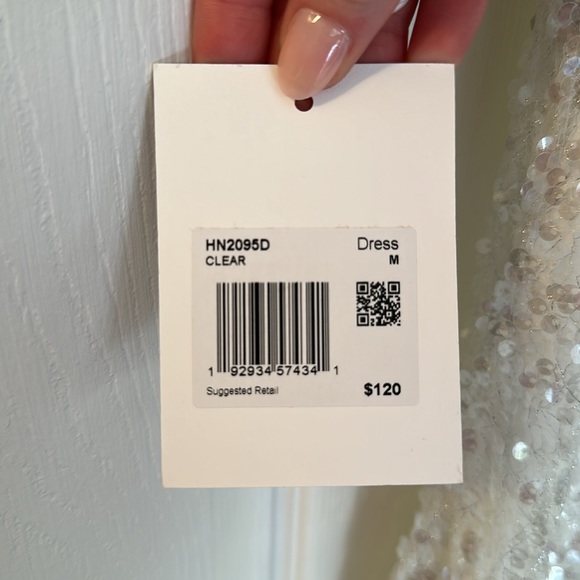 HN2095D Dress
CLEAR M
1 92934 57434 1
Suggested Retail $120